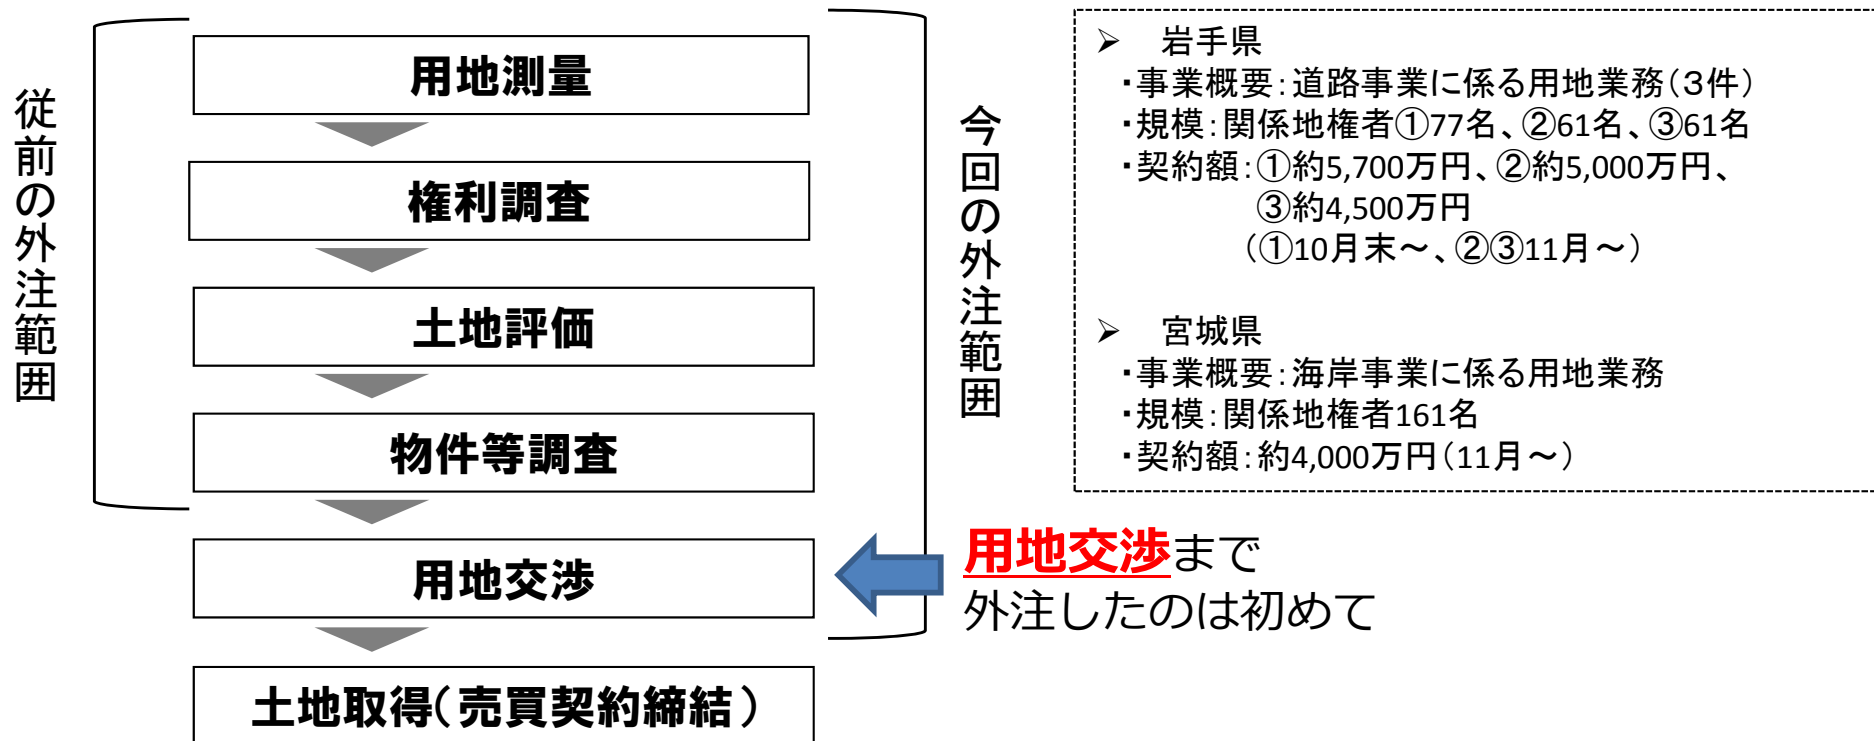 従前の外注範囲
用地測量
権利調査
土地評価
物件等調査
用地交渉
土地取得(売買契約締結)
今回の外注範囲
➢ 岩手県
・事業概要:道路事業に係る用地業務(3件)
・規模:関係地権者①77名、②61名、③61名
・契約額:①約5,700万円、②約5,000万円、
③約4,500万円
(①10月末~、②③11月~)
➢ 宮城県
・事業概要:海岸事業に係る用地業務
・規模:関係地権者161名
・契約額:約4,000万円(11月~)
用地交渉まで
外注したのは初めて